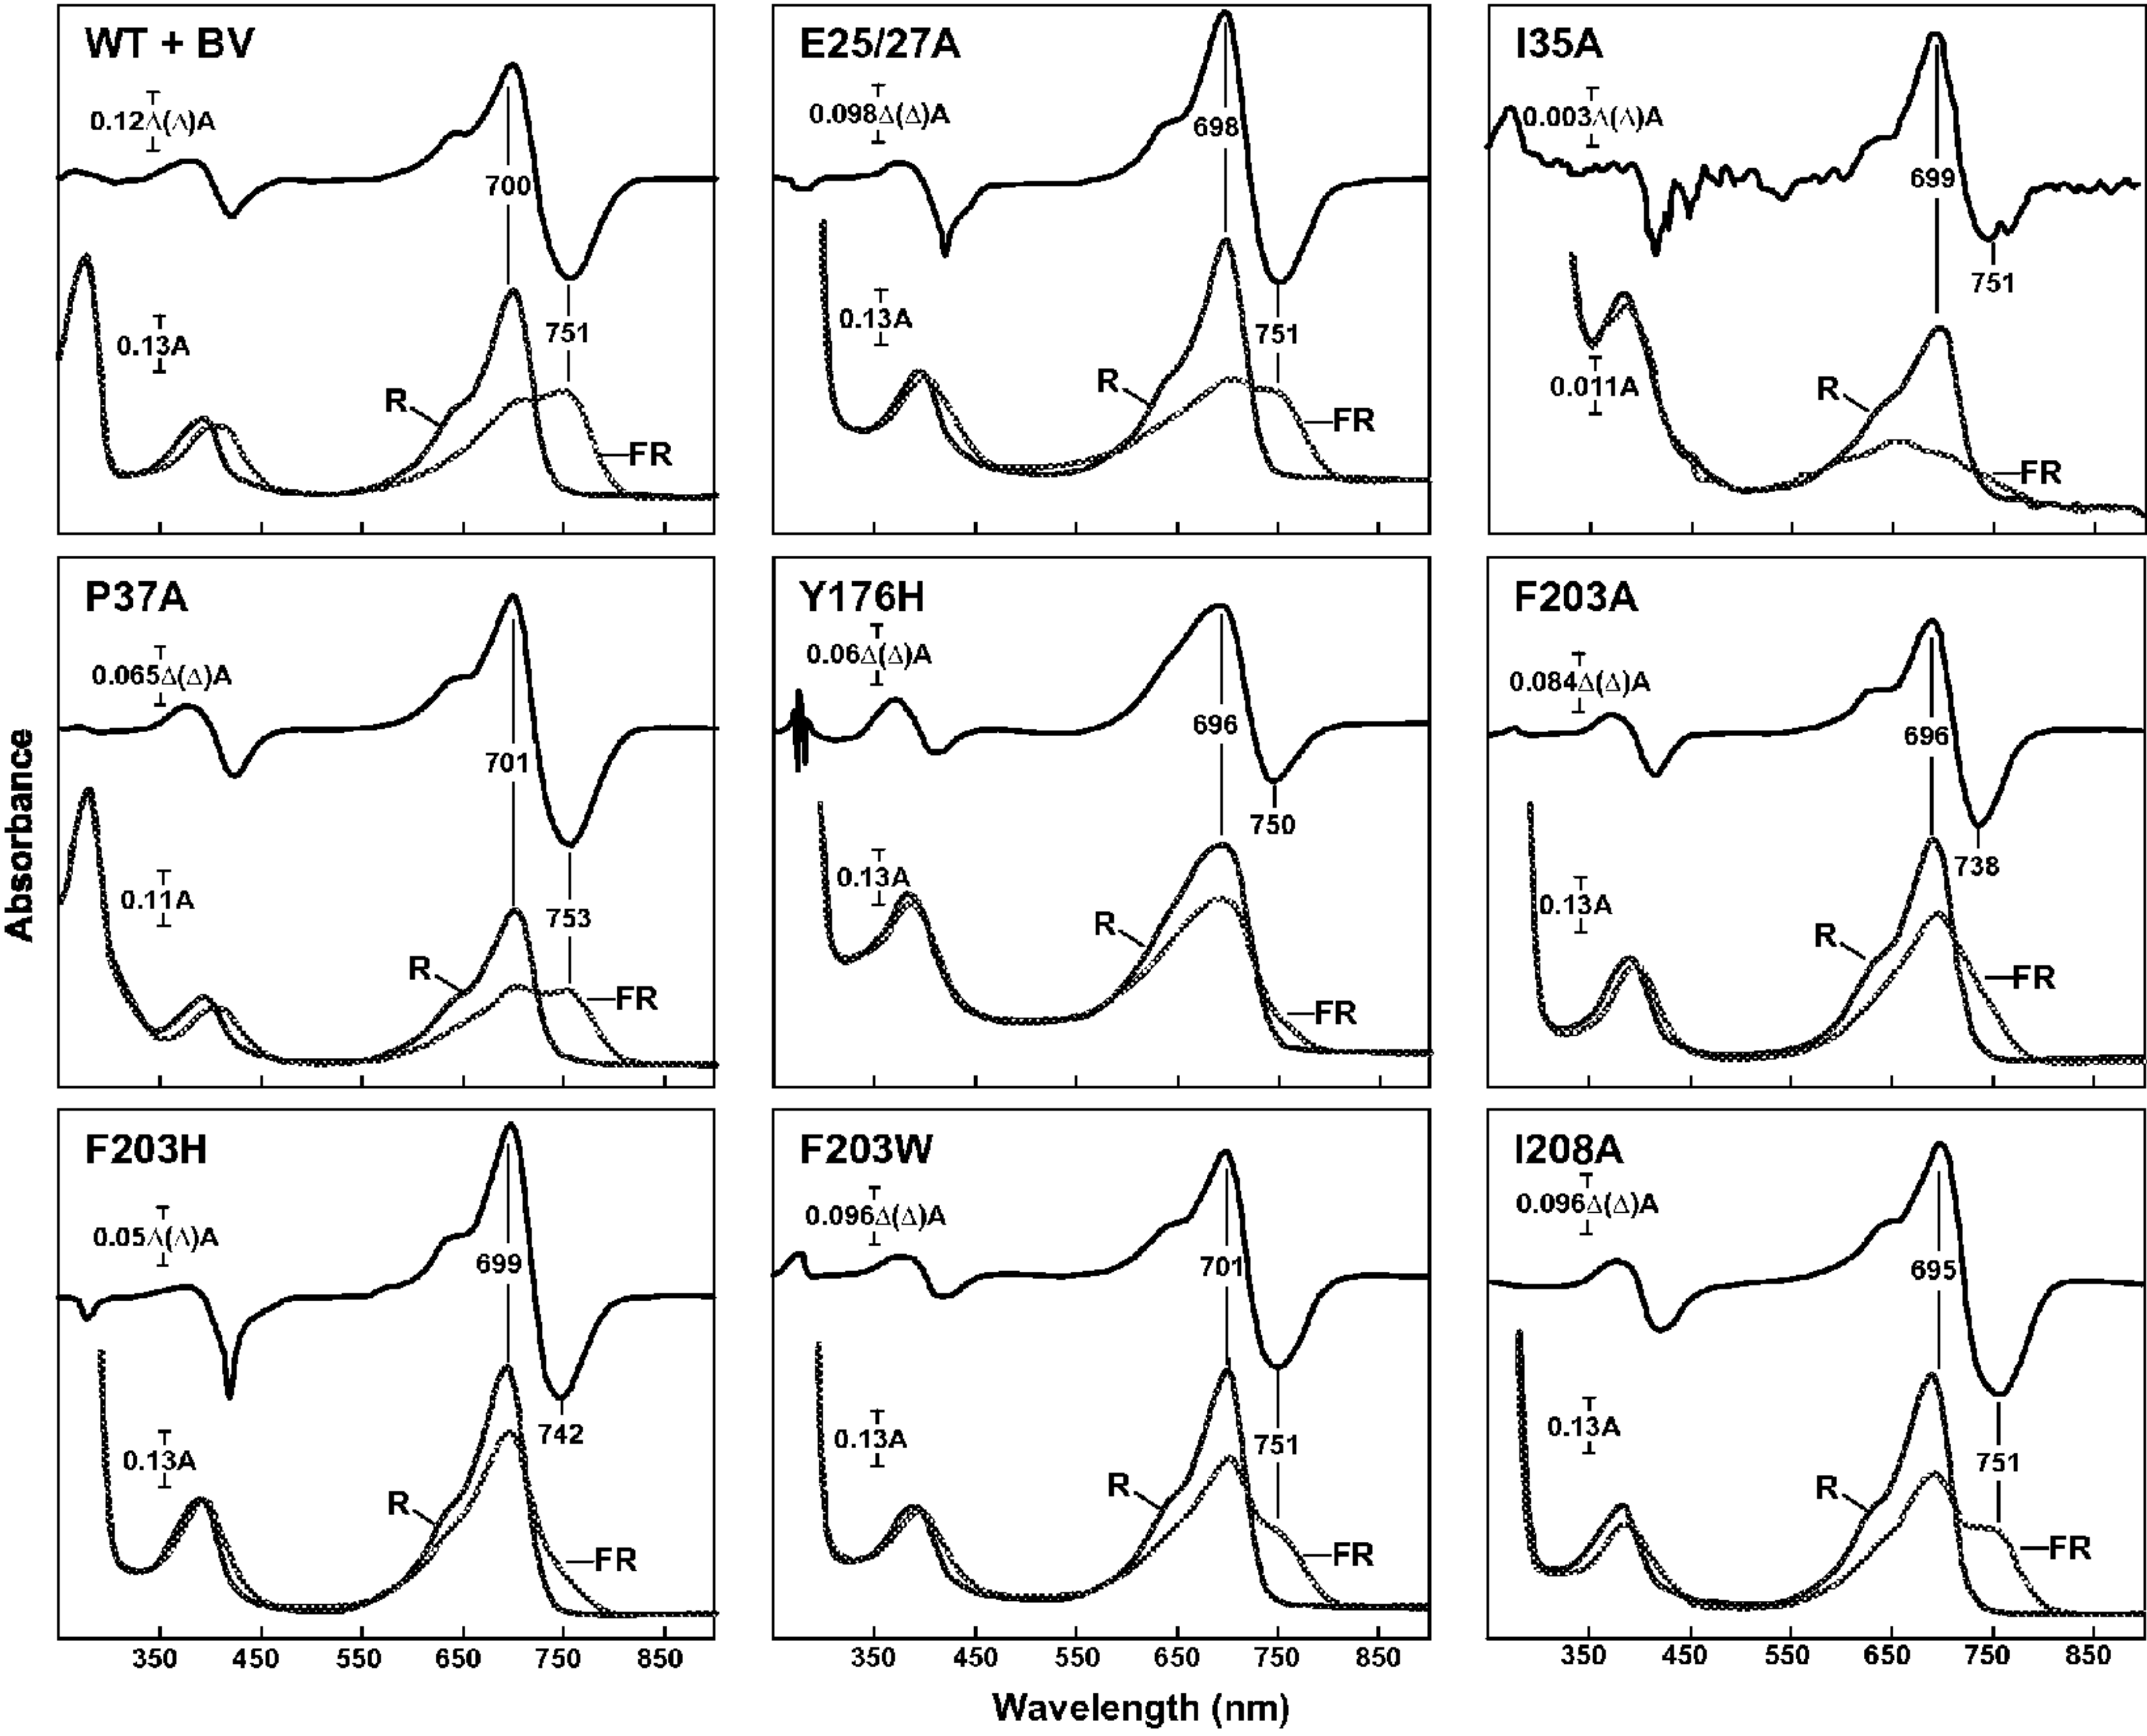 WT + BV
0.12Δ(Δ)A
700
0.13A
751
R
FR
E25/27A
0.098Δ(Δ)A
698
0.13A
751
R
FR
I35A
0.003Δ(Δ)A
699
751
0.011A
R
FR
P37A
0.065Δ(Δ)A
701
0.11A
753
R
FR
Y176H
0.06Δ(Δ)A
696
750
0.13A
R
FR
F203A
0.084Δ(Δ)A
696
738
0.13A
R
FR
F203H
0.05Δ(Δ)A
699
742
0.13A
R
FR
F203W
0.096Δ(Δ)A
701
0.13A
751
R
FR
I208A
0.096Δ(Δ)A
695
0.13A
751
R
FR
350 450 550 650 750 850
350 450 550 650 750 850
350 450 550 650 750 850
Absorbance
Wavelength (nm)